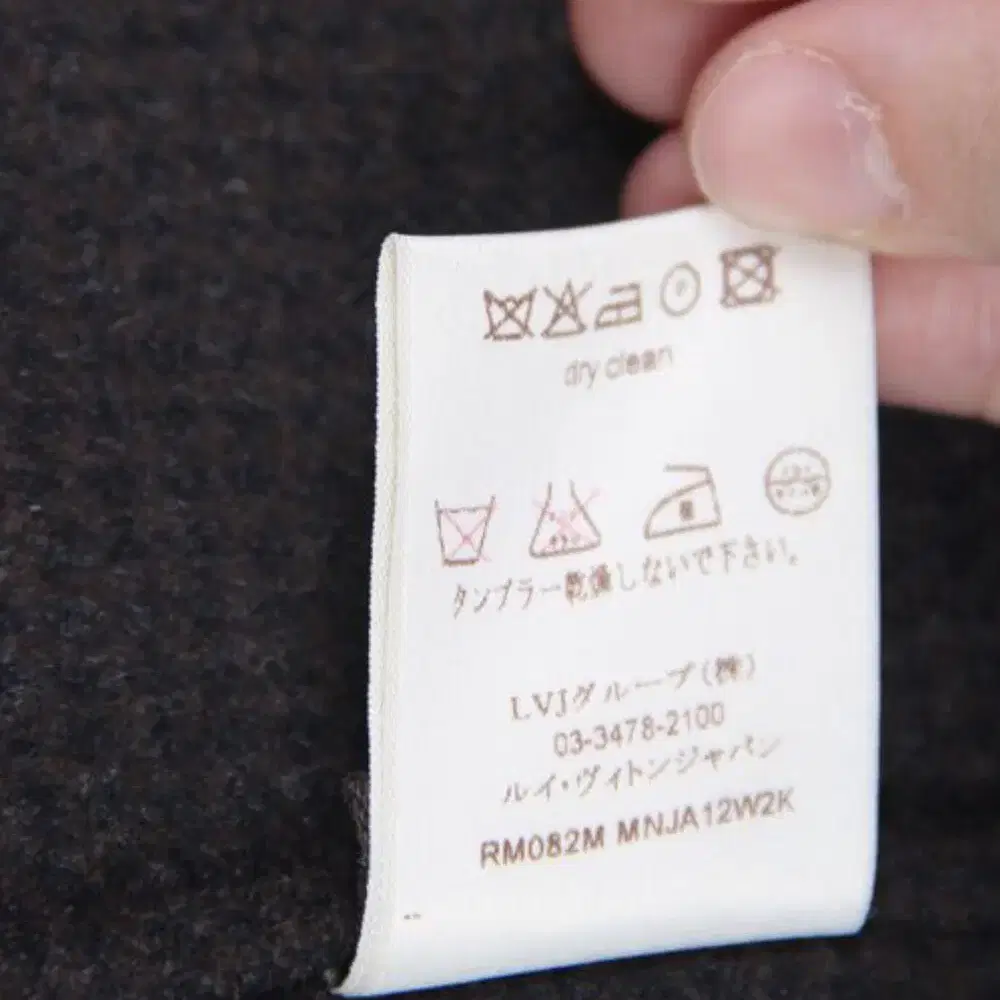 P
dry clean
タンブラー乾燥しないで下さい。
LVJグループ(株)
03-3478-2100
ルイ・ヴィトンジャパン
RM082M MNJA12W2K